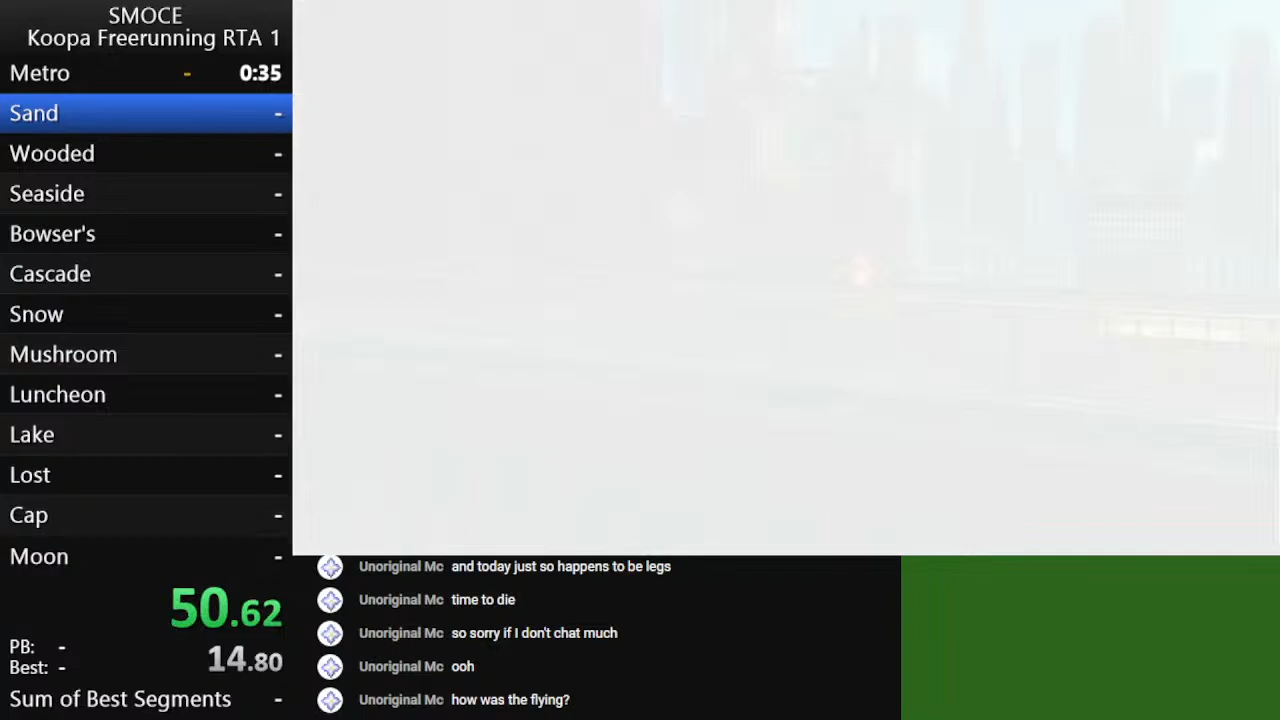 SMOCE
Koopa Freerunning RTA 1
Metro - 0:35
Sand -
Wooded -
Seaside -
Bowser's -
Cascade -
Snow -
Mushroom -
Luncheon -
Lake -
Lost -
Cap -
Moon -
50.62
PB: -
Best: - 14.80
Sum of Best Segments -
Unoriginal Mc and today just so happens to be legs
Unoriginal Mc time to die
Unoriginal Mc so sorry if I don't chat much
Unoriginal Mc ooh
Unoriginal Mc how was the flying?